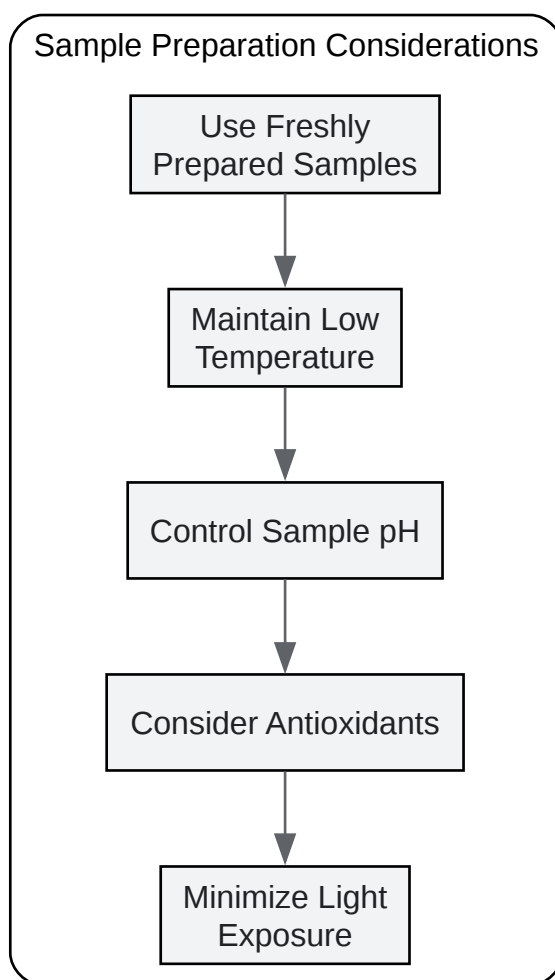 Sample Preparation Considerations
Use Freshly
Prepared Samples
Maintain Low
Temperature
Control Sample pH
Consider Antioxidants
Minimize Light
Exposure